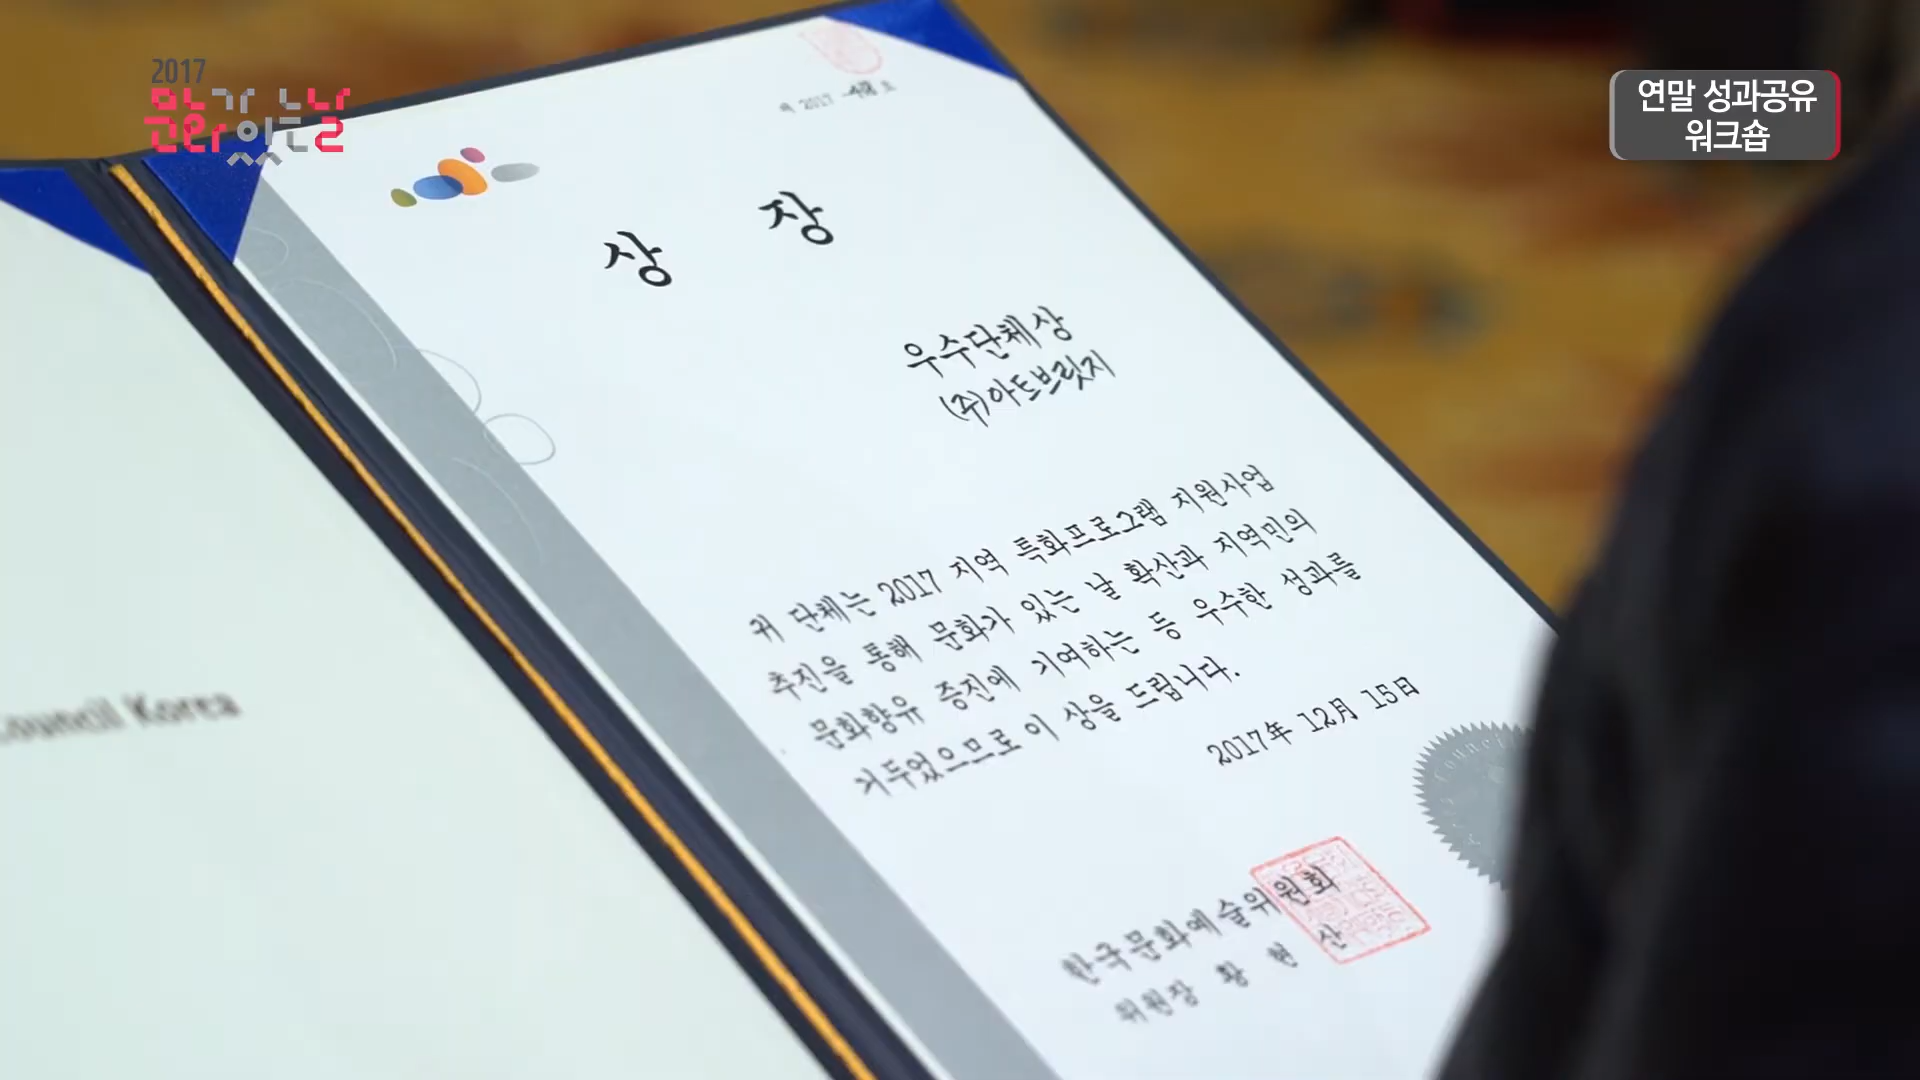 2017
문화가 있는 날
연말 성과공유
워크숍
상 장
우수단체상
(주)아트브릿지
귀 단체는 2017 지역 특화프로그램 지원사업
추진을 통해 문화가 있는 날 확산과 지역민의
문화향유 증진에 기여하는 등 우수한 성과를
거두었으므로 이 상을 드립니다.
2017年 12月 15日
한국문화예술위원회
위원장 황 현 산
Council Korea